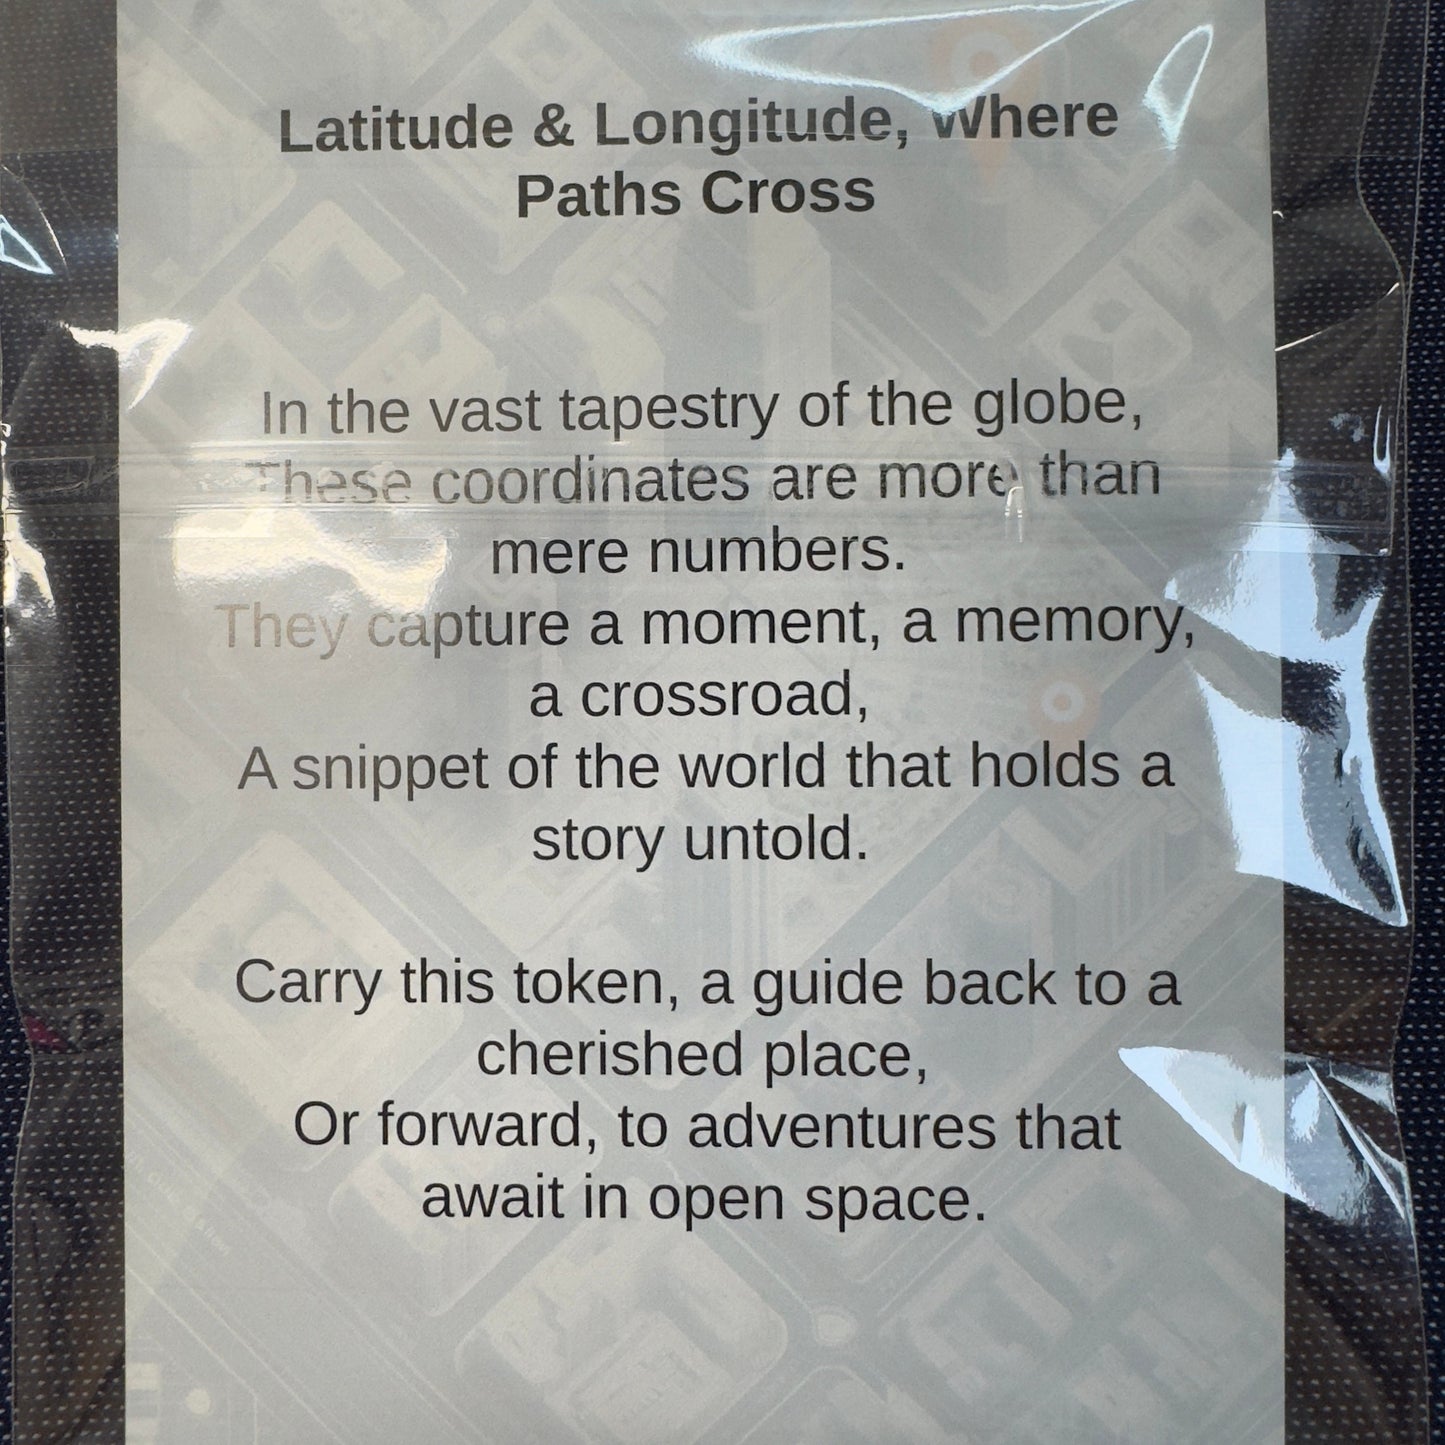 Latitude & Longitude, Where
Paths Cross
In the vast tapestry of the globe,
These coordinates are more than
mere numbers.
They capture a moment, a memory,
a crossroad,
A snippet of the world that holds a
story untold.
Carry this token, a guide back to a
cherished place,
Or forward, to adventures that
await in open space.